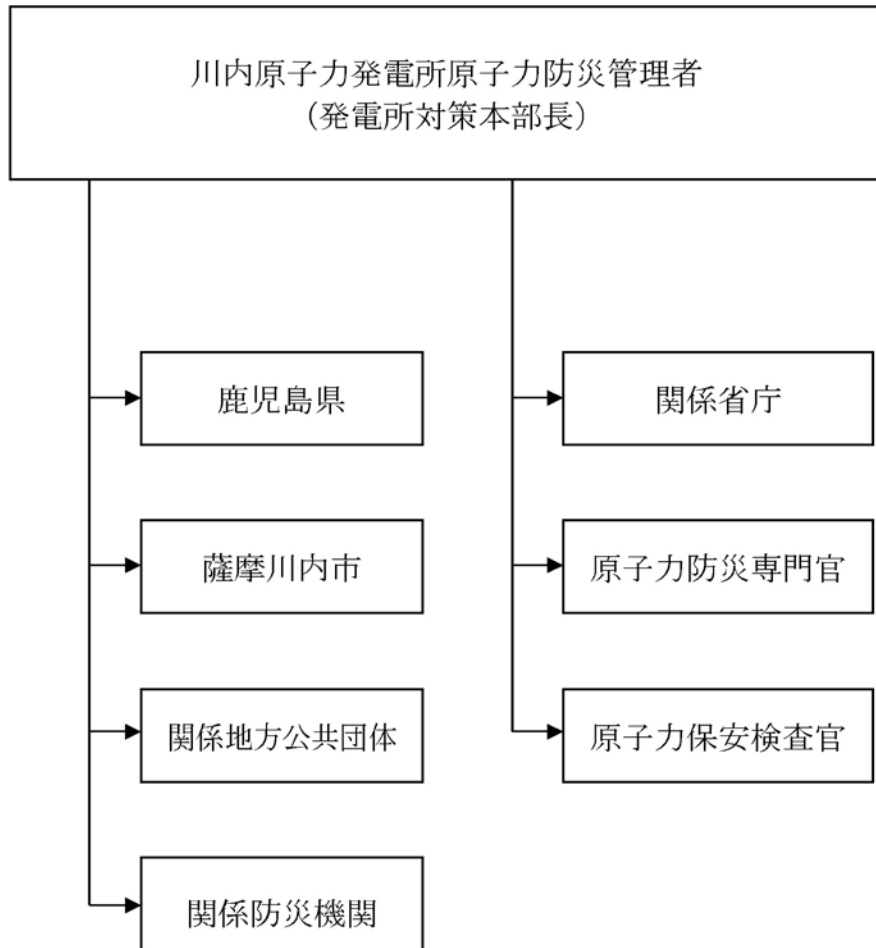 川内原子力発電所原子力防災管理者
（発電所対策本部長）
鹿児島県
薩摩川内市
関係地方公共団体
関係防災機関
関係省庁
原子力防災専門官
原子力保安検査官